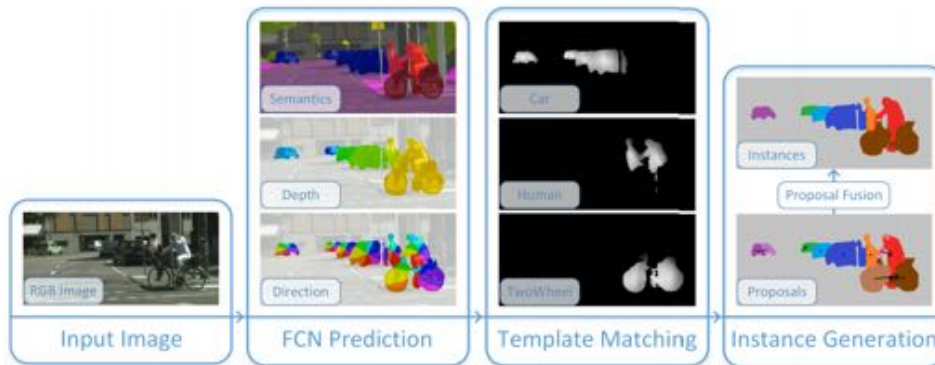 RGB Image
Input Image
Semantics
Depth
Direction
FCN Prediction
Car
Human
TwoWheel
Template Matching
Instances
Proposal Fusion
Proposals
Instance Generation